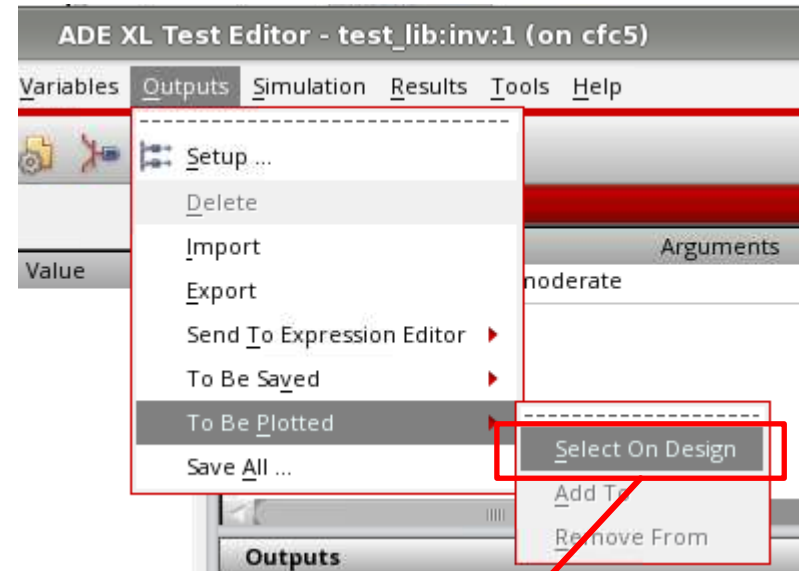 ADE XL Test Editor - test_lib:inv:1 (on cfc5)
Variables Outputs Simulation Results Tools Help
Setup ...
Delete
Import
Arguments
Value
moderate
Export
Send To Expression Editor
To Be Saved
To Be Plotted
Select On Design
Save All ...
Add To
Remove From
Outputs